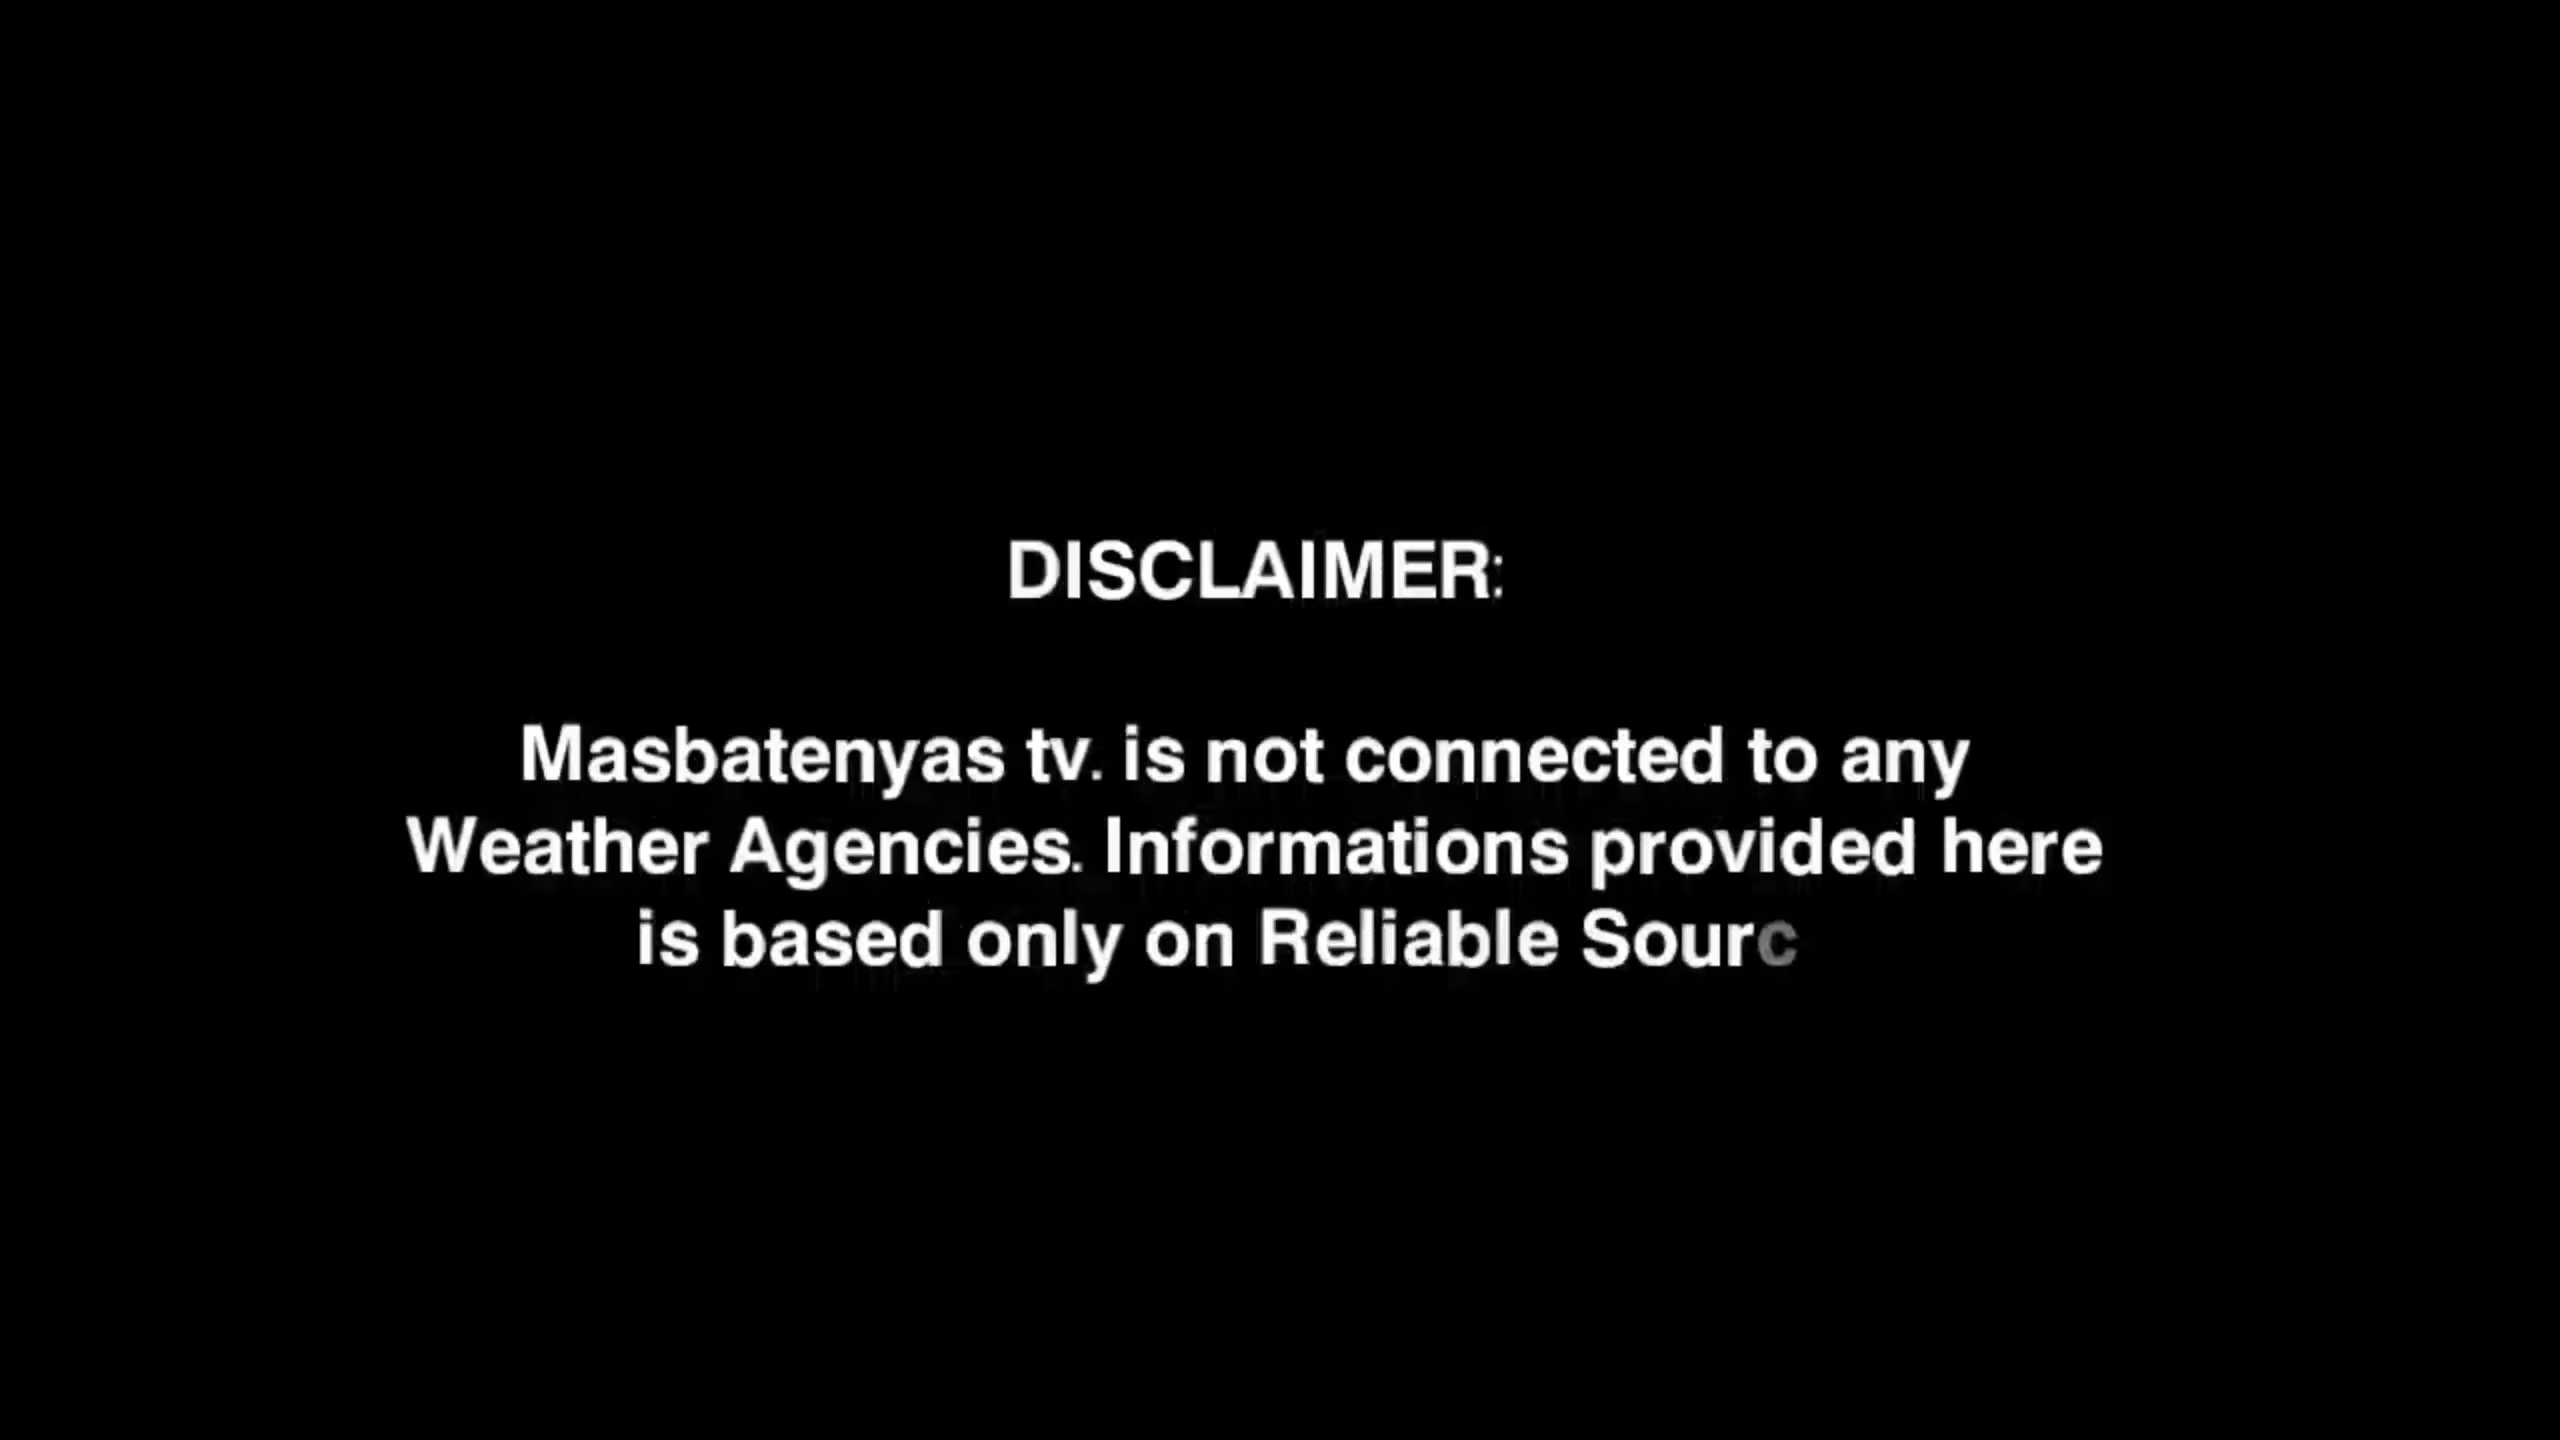 DISCLAIMER:
Masbatenyas tv. is not connected to any
Weather Agencies. Informations provided here
is based only on Reliable Sourc